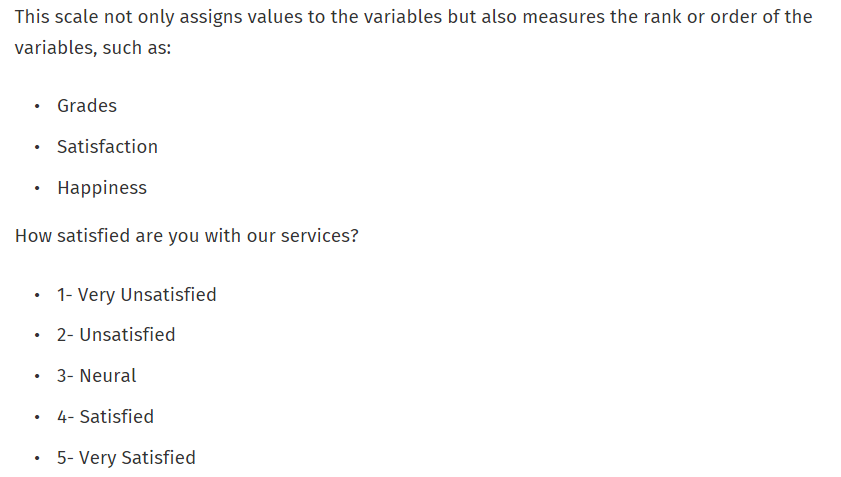 This scale not only assigns values to the variables but also measures the rank or order of the
variables, such as:
• Grades
• Satisfaction
• Happiness
How satisfied are you with our services?
• 1- Very Unsatisfied
• 2- Unsatisfied
• 3- Neural
• 4- Satisfied
• 5- Very Satisfied